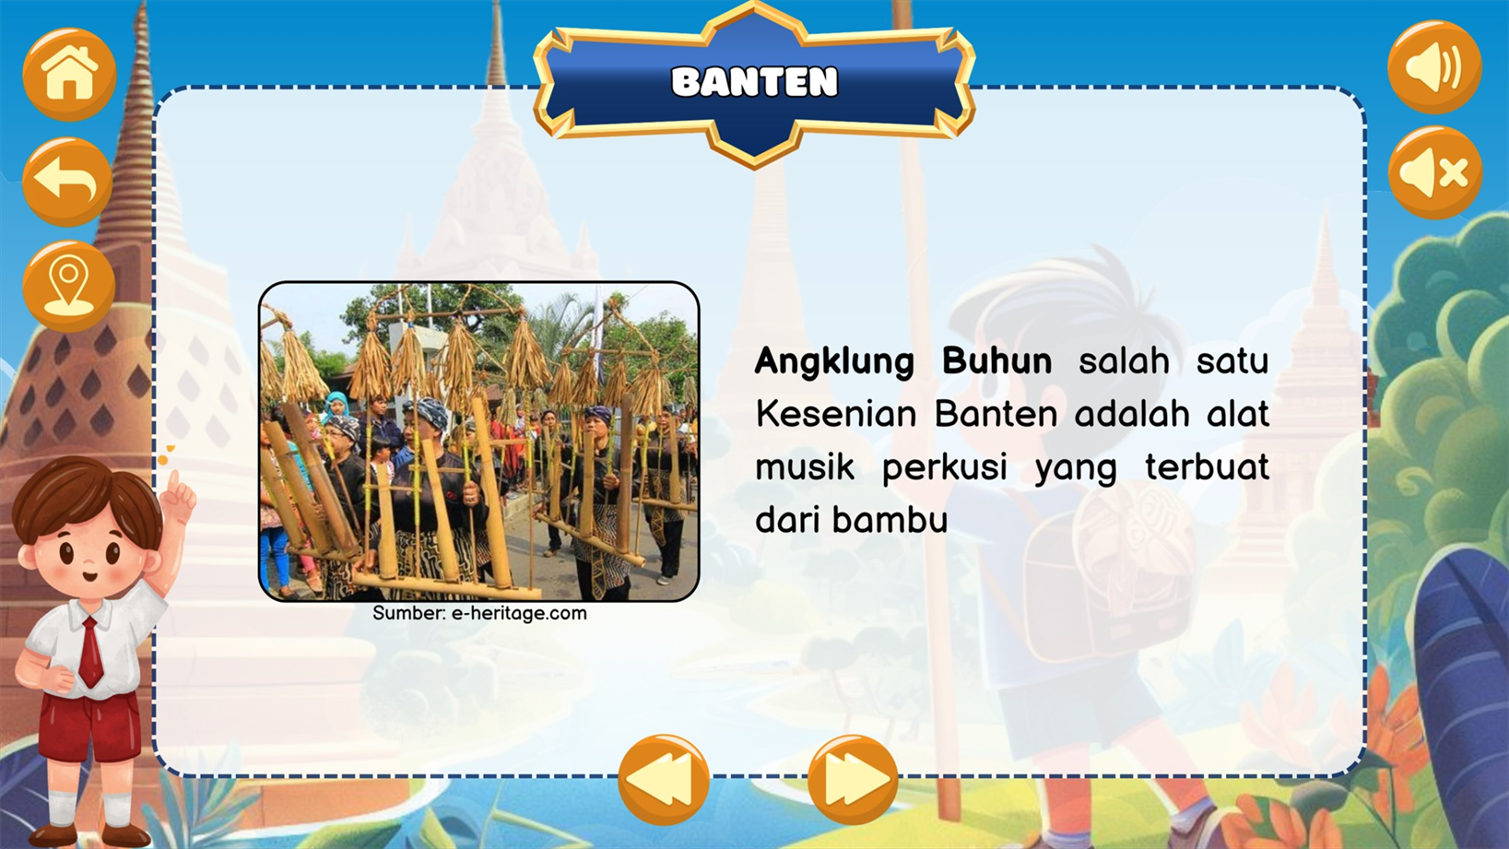 BANTEN
Angklung Buhun salah satu
Kesenian Banten adalah alat
musik perkusi yang terbuat
dari bambu
Sumber: e-heritage.com